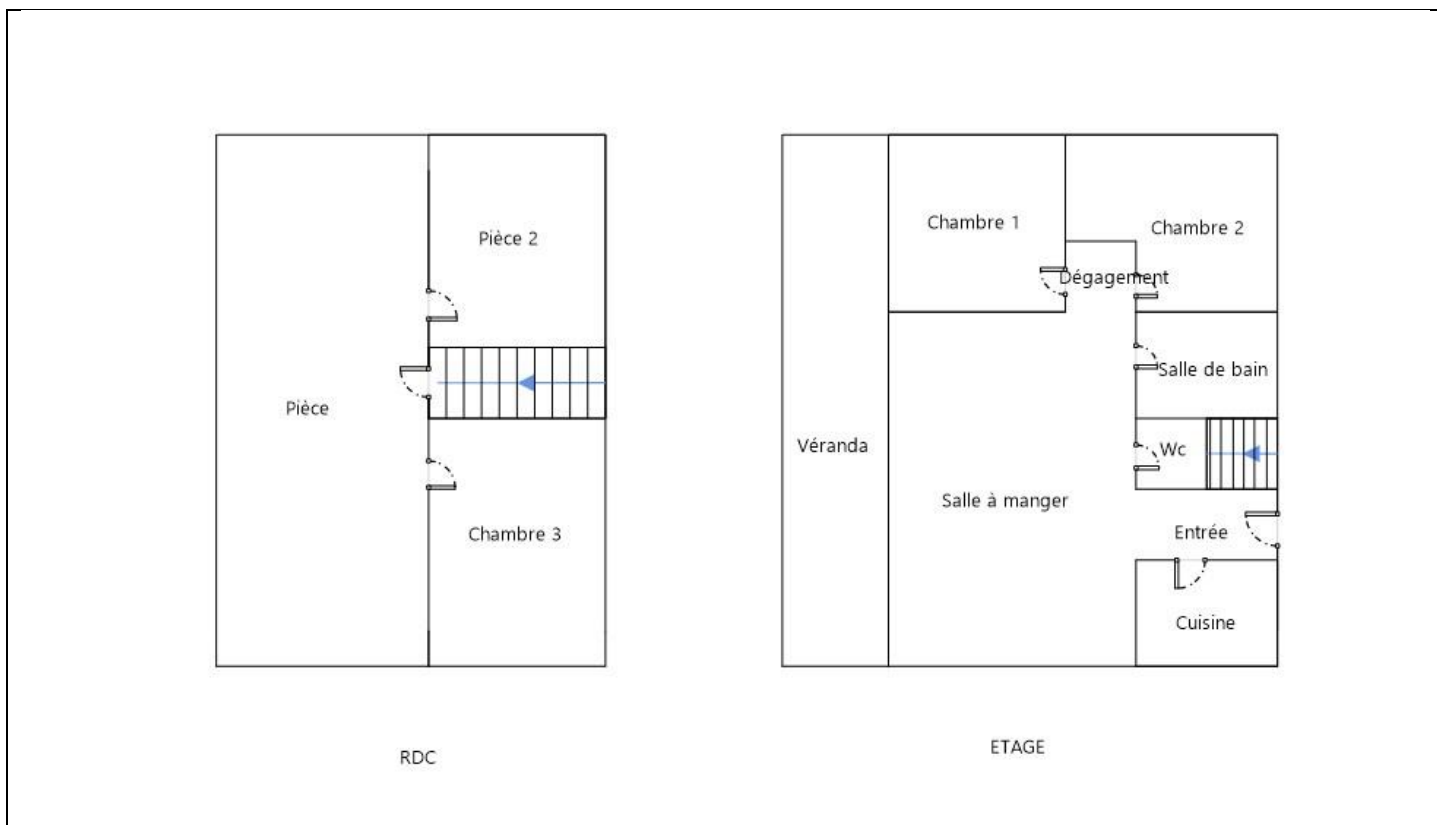 Pièce 2
Pièce
Chambre 3
RDC
Chambre 1
Chambre 2
Dégagement
Salle de bain
Véranda
Wc
Salle à manger
Entrée
Cuisine
ETAGE